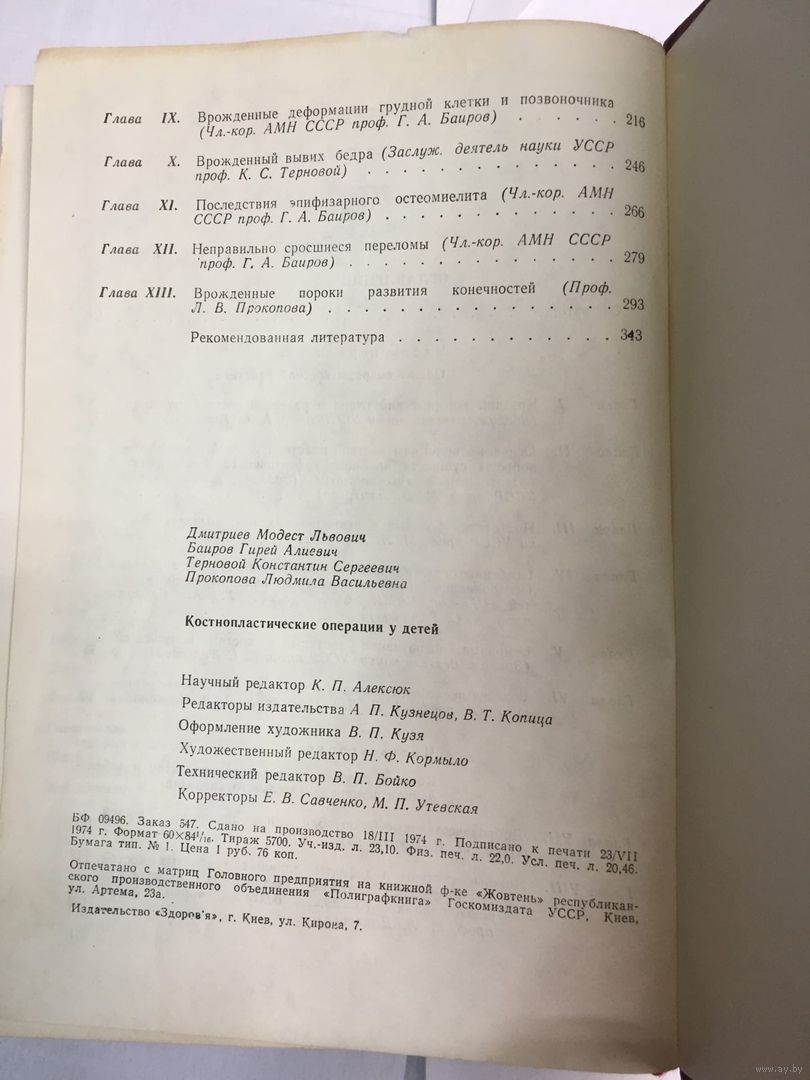 Глава IX. Врожденные деформации грудной клетки и позвоночника
(Чл.-кор. АМН СССР проф. Г. А. Баиров) . . . . . 216
Глава X. Врожденный вывих бедра (Заслуж. деятель науки УССР
проф. К. С. Терновой) . . . . . . . . . . . . . 246
Глава XI. Последствия эпифизарного остеомиелита (Чл.-кор. АМН
СССР проф. Г. А. Баиров) . . . . . . . . . . . . 266
Глава XII. Неправильно сросшиеся переломы (Чл.-кор. АМН СССР
проф. Г. А. Баиров) . . . . . . . . . . . . . . 279
Глава XIII. Врожденные пороки развития конечностей (Проф.
Л. В. Прокопова) . . . . . . . . . . . . . . . 293
Рекомендованная литература . . . . . . . . . . . . 343
Дмитриев Модест Львович
Баиров Гирей Алиевич
Терновой Константин Сергеевич
Прокопова Людмила Васильевна
Костнопластические операции у детей
Научный редактор К. П. Алексюк
Редакторы издательства А П. Кузнецов, В. Т. Копица
Оформление художника В. П. Кузя
Художественный редактор Н. Ф. Кормыло
Технический редактор В. П. Бойко
Корректоры Е. В. Савченко, М. П. Утевская
БФ 09496. Заказ 547. Сдано на производство 18/III 1974 г. Подписано к печати 23/VII
1974 г. Формат 60×84¹/₁₆. Тираж 5700. Уч.-изд. л. 23,10. Физ. печ. л. 22,0. Усл. печ. л. 20,46.
Бумага тип. № 1. Цена 1 руб. 76 коп.
Отпечатано с матриц Головного предприятия на книжной ф-ке «Жовтень» республикан-
ского производственного объединения «Полиграфкнига» Госкомиздата УССР, Киев,
ул. Артема, 23а.
Издательство «Здоров'я», г. Киев, ул. Кирова, 7.
www.ay.by